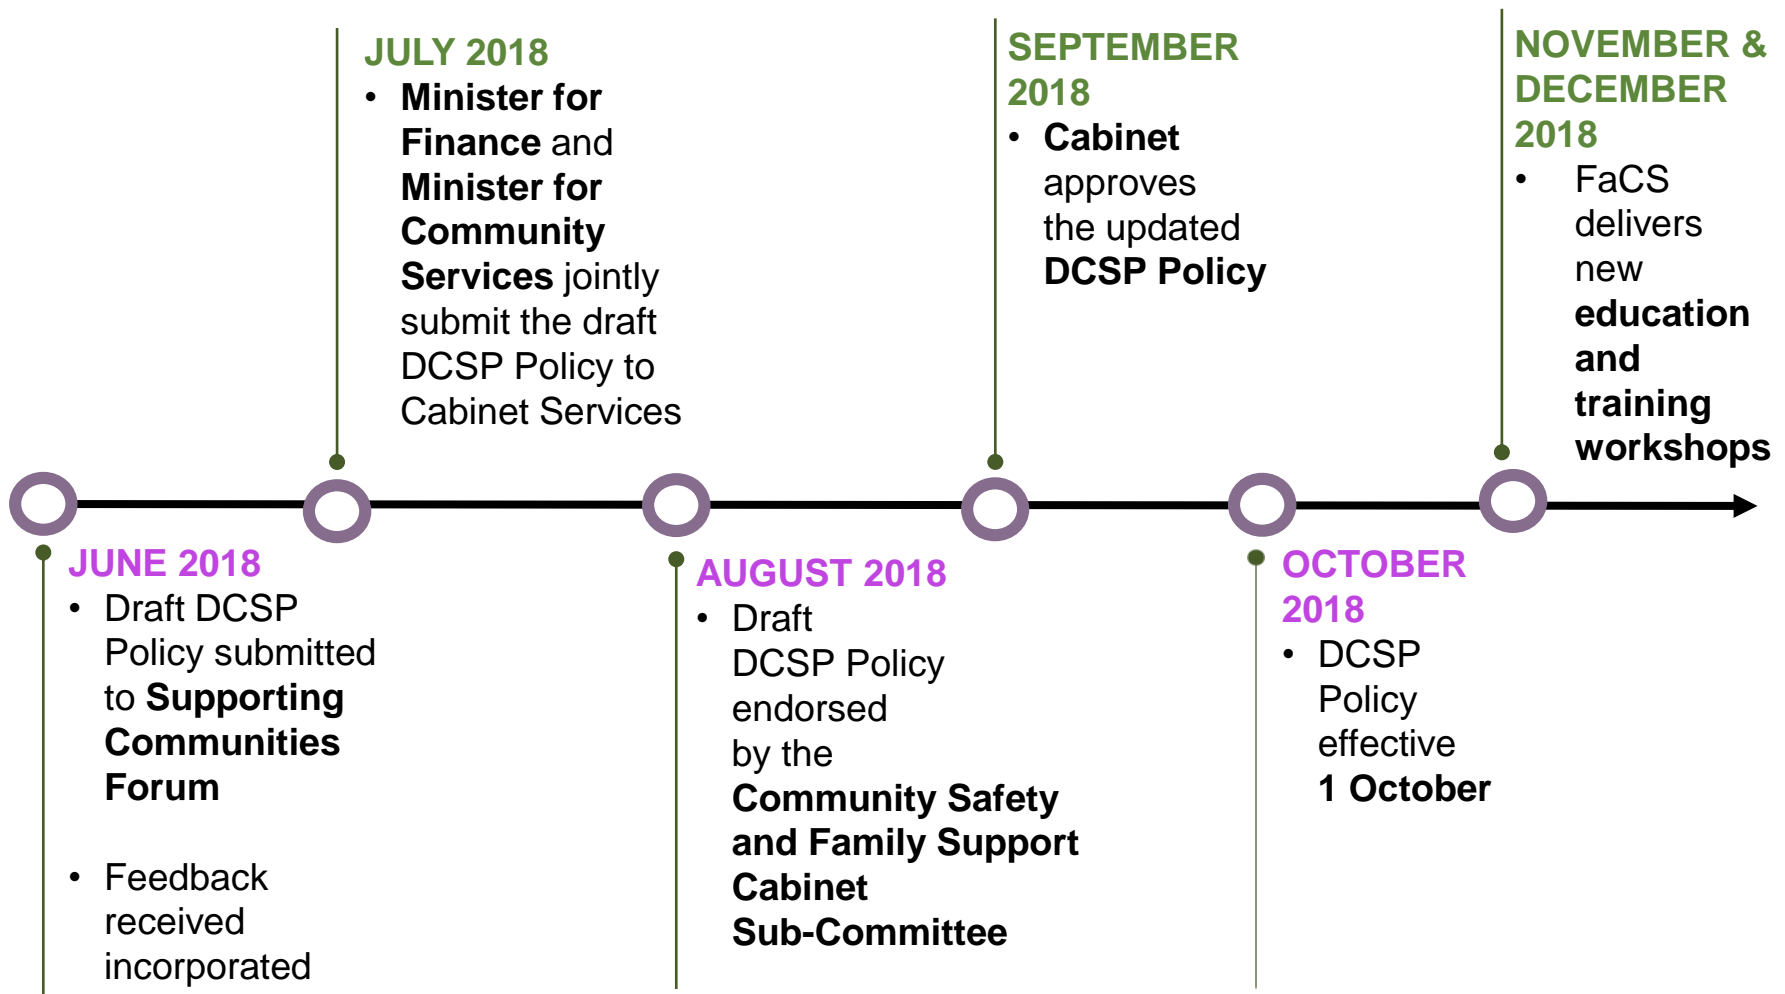 JULY 2018
• Minister for
Finance and
Minister for
Community
Services jointly
submit the draft
DCSP Policy to
Cabinet Services
SEPTEMBER
2018
• Cabinet
approves
the updated
DCSP Policy
NOVEMBER &
DECEMBER
2018
• FaCS
delivers
new
education
and
training
workshops
JUNE 2018
• Draft DCSP
Policy submitted
to Supporting
Communities
Forum
• Feedback
received
incorporated
AUGUST 2018
• Draft
DCSP Policy
endorsed
by the
Community Safety
and Family Support
Cabinet
Sub-Committee
OCTOBER
2018
• DCSP
Policy
effective
1 October